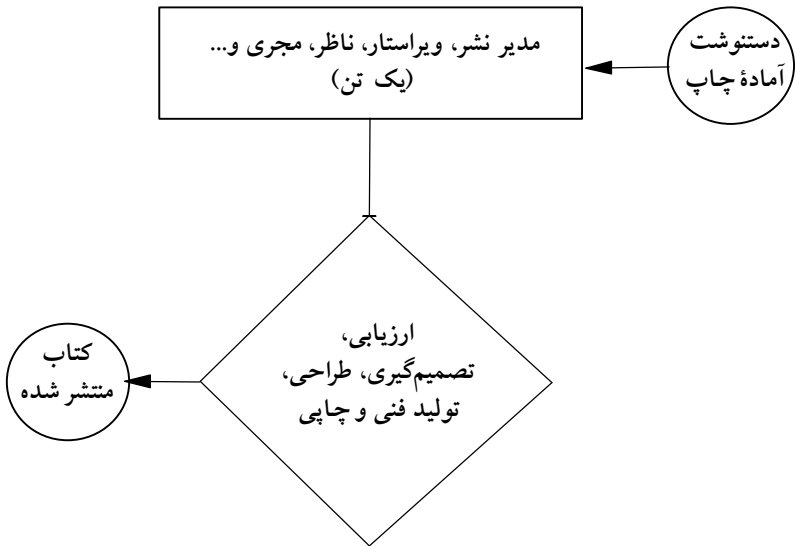 دستنوشت
آمادهٔ چاپ
مدیر نشر، ویراستار، ناظر، مجری و...
(یک تن)
ارزیابی،
تصمیم‌گیری، طراحی،
تولید فنی و چاپی
کتاب
منتشر شده